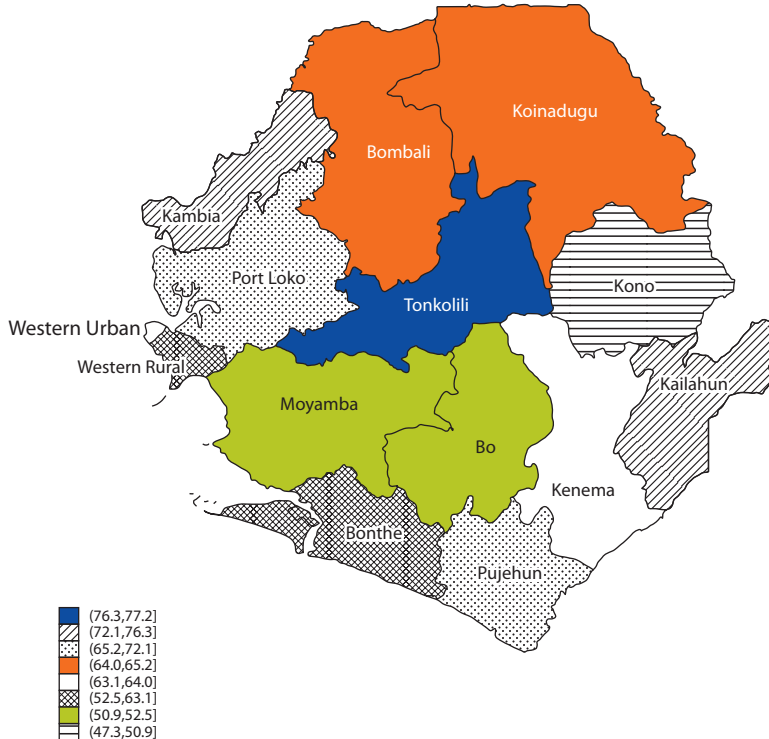 Koinadugu
Bombali
Kambia
Port Loko
Kono
Tonkolili
Western Urban
Western Rural
Kailahun
Moyamba
Bo
Kenema
Bonthe
Pujehun
(76.3,77.2]
(72.1,76.3]
(65.2,72.1]
(64.0,65.2]
(63.1,64.0]
(52.5,63.1]
(50.9,52.5]
(47.3,50.9]